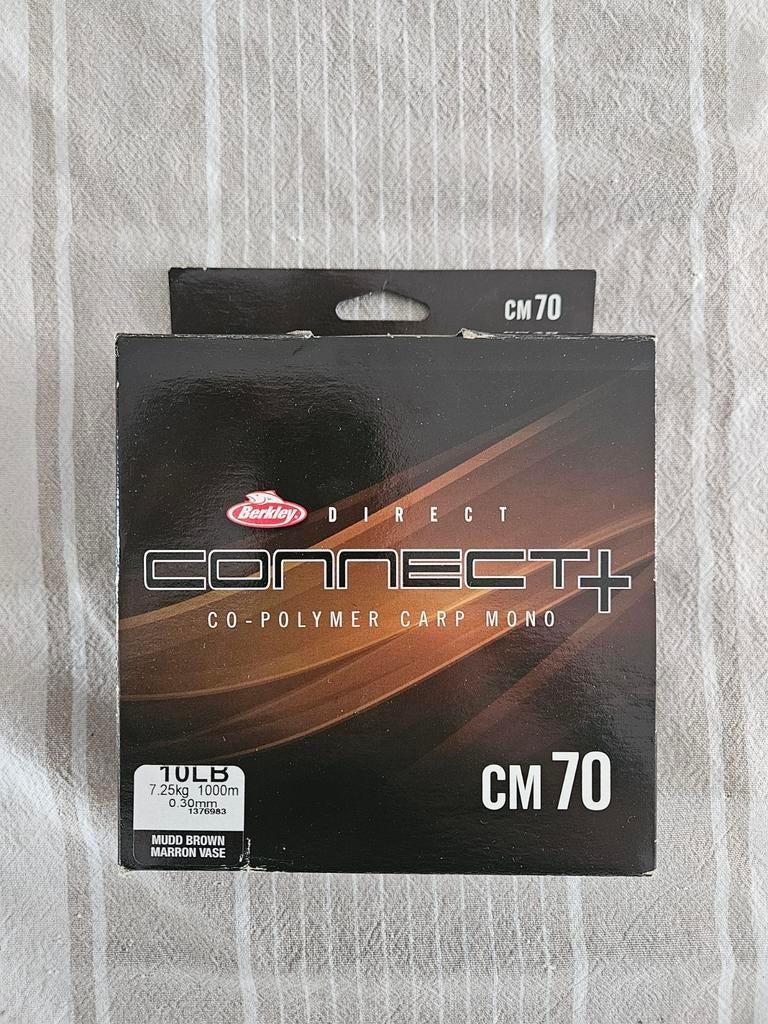 CM 70
Berkley
DIRECT
CONNECT+
CO-POLYMER CARP MONO
CM 70
10LB
7.25kg 1000m
0.30mm
1376983
MUDD BROWN
MARRON VASE